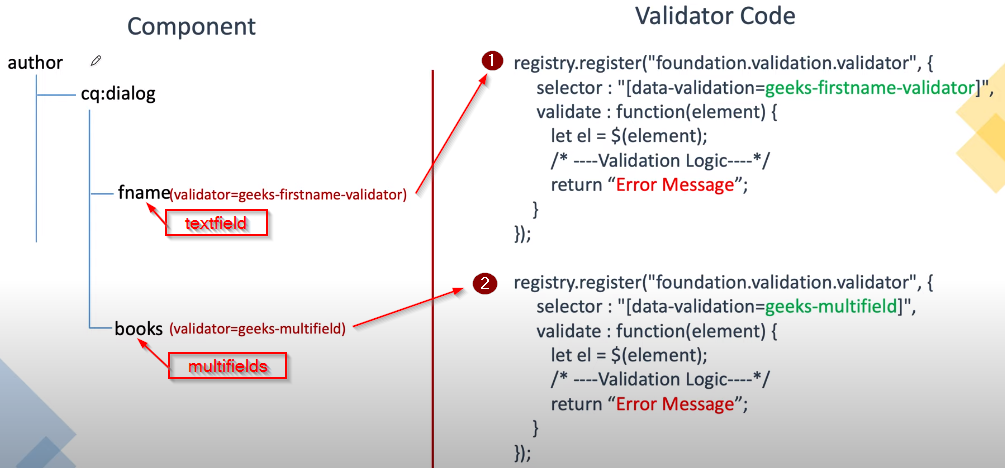 Component
author
cq:dialog
fname(validator=geeks-firstname-validator)
textfield
books (validator=geeks-multifield)
multifields
Validator Code
1
registry.register("foundation.validation.validator", {
selector : "[data-validation=geeks-firstname-validator]",
validate : function(element) {
let el = $(element);
/* ----Validation Logic----*/
return “Error Message”;
}
});
2
registry.register("foundation.validation.validator", {
selector : "[data-validation=geeks-multifield]",
validate : function(element) {
let el = $(element);
/* ----Validation Logic----*/
return “Error Message”;
}
});